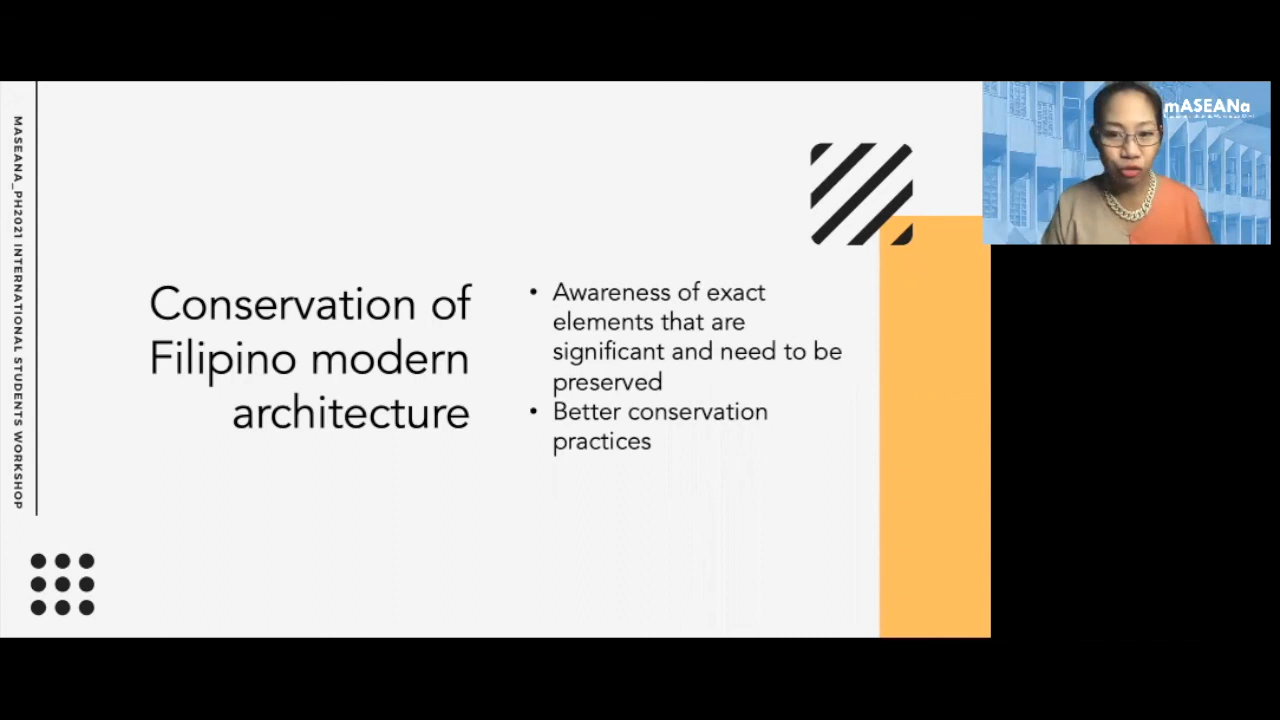 MASEANA_PH2021 INTERNATIONAL STUDENTS WORKSHOP
Conservation of
Filipino modern
architecture
• Awareness of exact
elements that are
significant and need to be
preserved
• Better conservation
practices
mASEANa